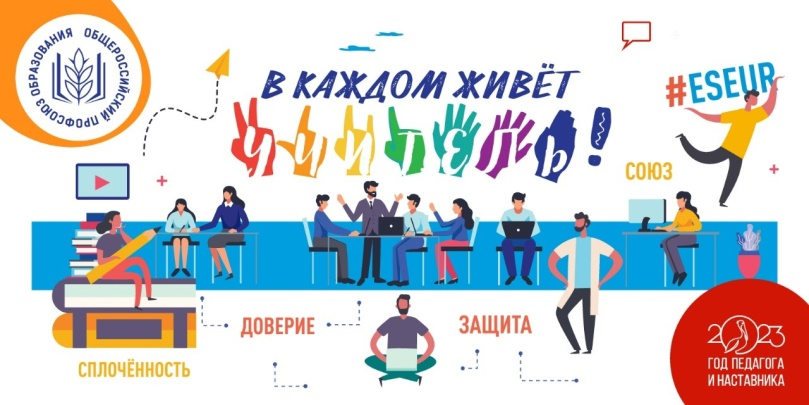 ОБЩЕРОССИЙСКИЙ ПРОФСОЮЗ ОБРАЗОВАНИЯ
В КАЖДОМ ЖИВЁТ
УЧИТЕЛЬ!
#ESEUR
СОЮЗ
ДОВЕРИЕ
ЗАЩИТА
СПЛОЧЁННОСТЬ
2023
ГОД ПЕДАГОГА
И НАСТАВНИКА